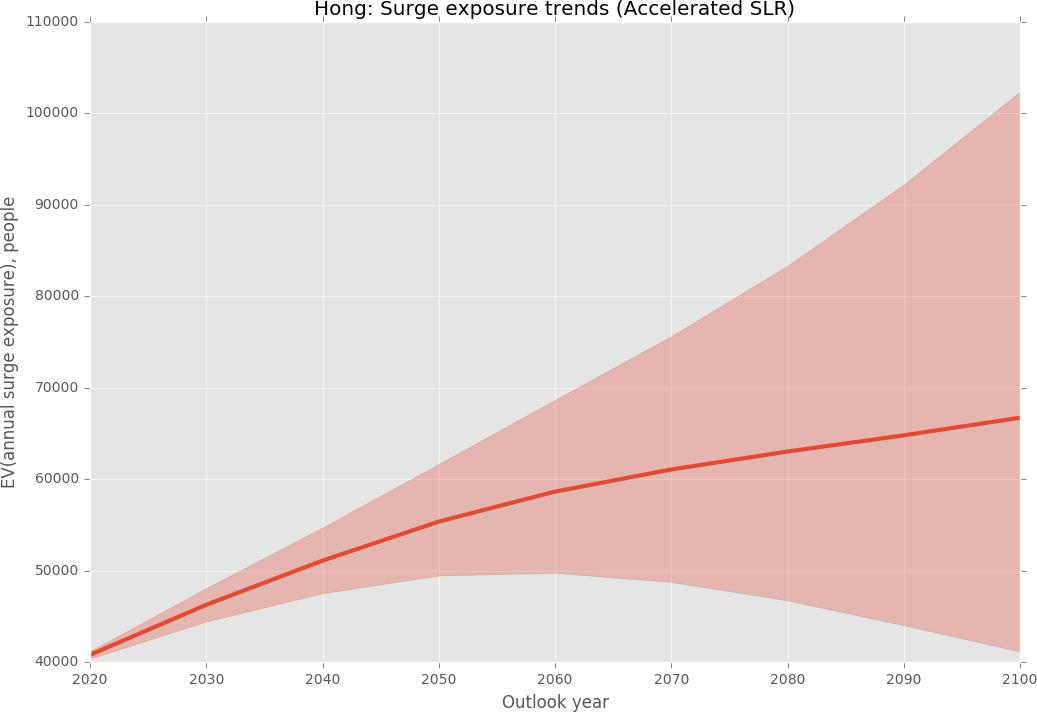 Hong: Surge exposure trends (Accelerated SLR)
110000
100000
90000
80000
70000
60000
50000
40000
EV(annual surge exposure), people
2020 2030 2040 2050 2060 2070 2080 2090 2100
Outlook year